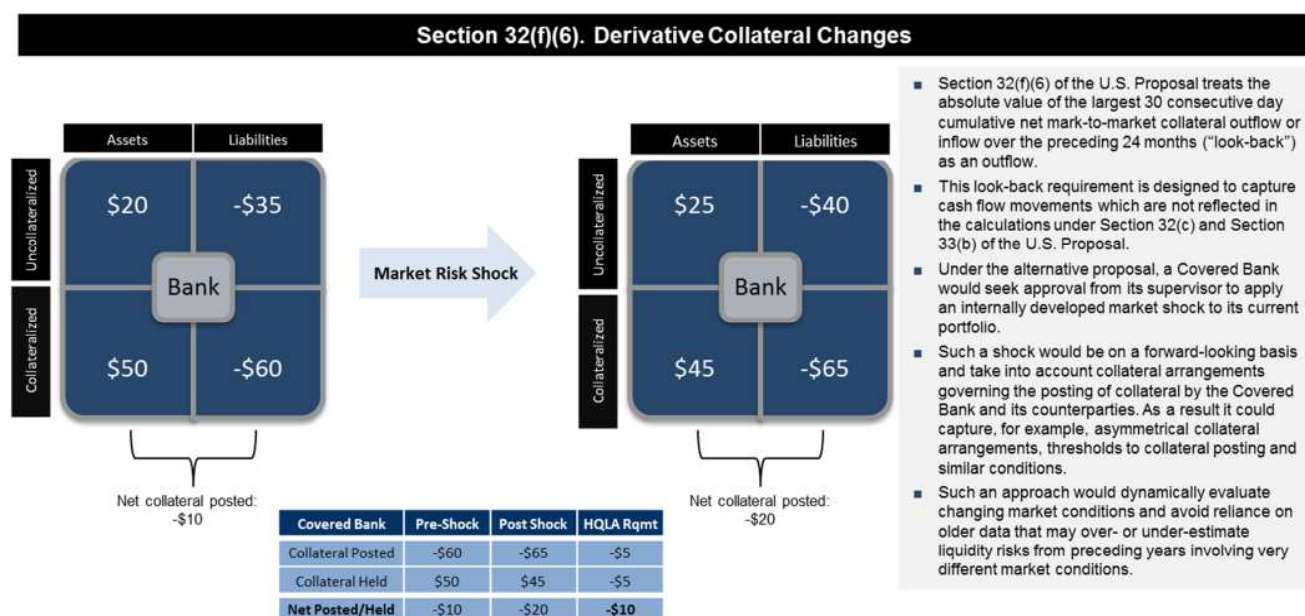 Section 32(f)(6). Derivative Collateral Changes
Assets
Liabilities
Uncollateralized
Collateralized
$20
-$35
Bank
$50
-$60
Net collateral posted:
-$10
Market Risk Shock
Assets
Liabilities
Uncollateralized
Collateralized
$25
-$40
Bank
$45
-$65
Net collateral posted:
-$20
Covered Bank Pre-Shock Post Shock HQLA Rqmt
Collateral Posted -$60 -$65 -$5
Collateral Held $50 $45 -$5
Net Posted/Held -$10 -$20 -$10
■ Section 32(f)(6) of the U.S. Proposal treats the
absolute value of the largest 30 consecutive day
cumulative net mark-to-market collateral outflow or
inflow over the preceding 24 months (“look-back”)
as an outflow.
■ This look-back requirement is designed to capture
cash flow movements which are not reflected in
the calculations under Section 32(c) and Section
33(b) of the U.S. Proposal.
■ Under the alternative proposal, a Covered Bank
would seek approval from its supervisor to apply
an internally developed market shock to its current
portfolio.
■ Such a shock would be on a forward-looking basis
and take into account collateral arrangements
governing the posting of collateral by the Covered
Bank and its counterparties. As a result it could
capture, for example, asymmetrical collateral
arrangements, thresholds to collateral posting and
similar conditions.
■ Such an approach would dynamically evaluate
changing market conditions and avoid reliance on
older data that may over- or under-estimate
liquidity risks from preceding years involving very
different market conditions.